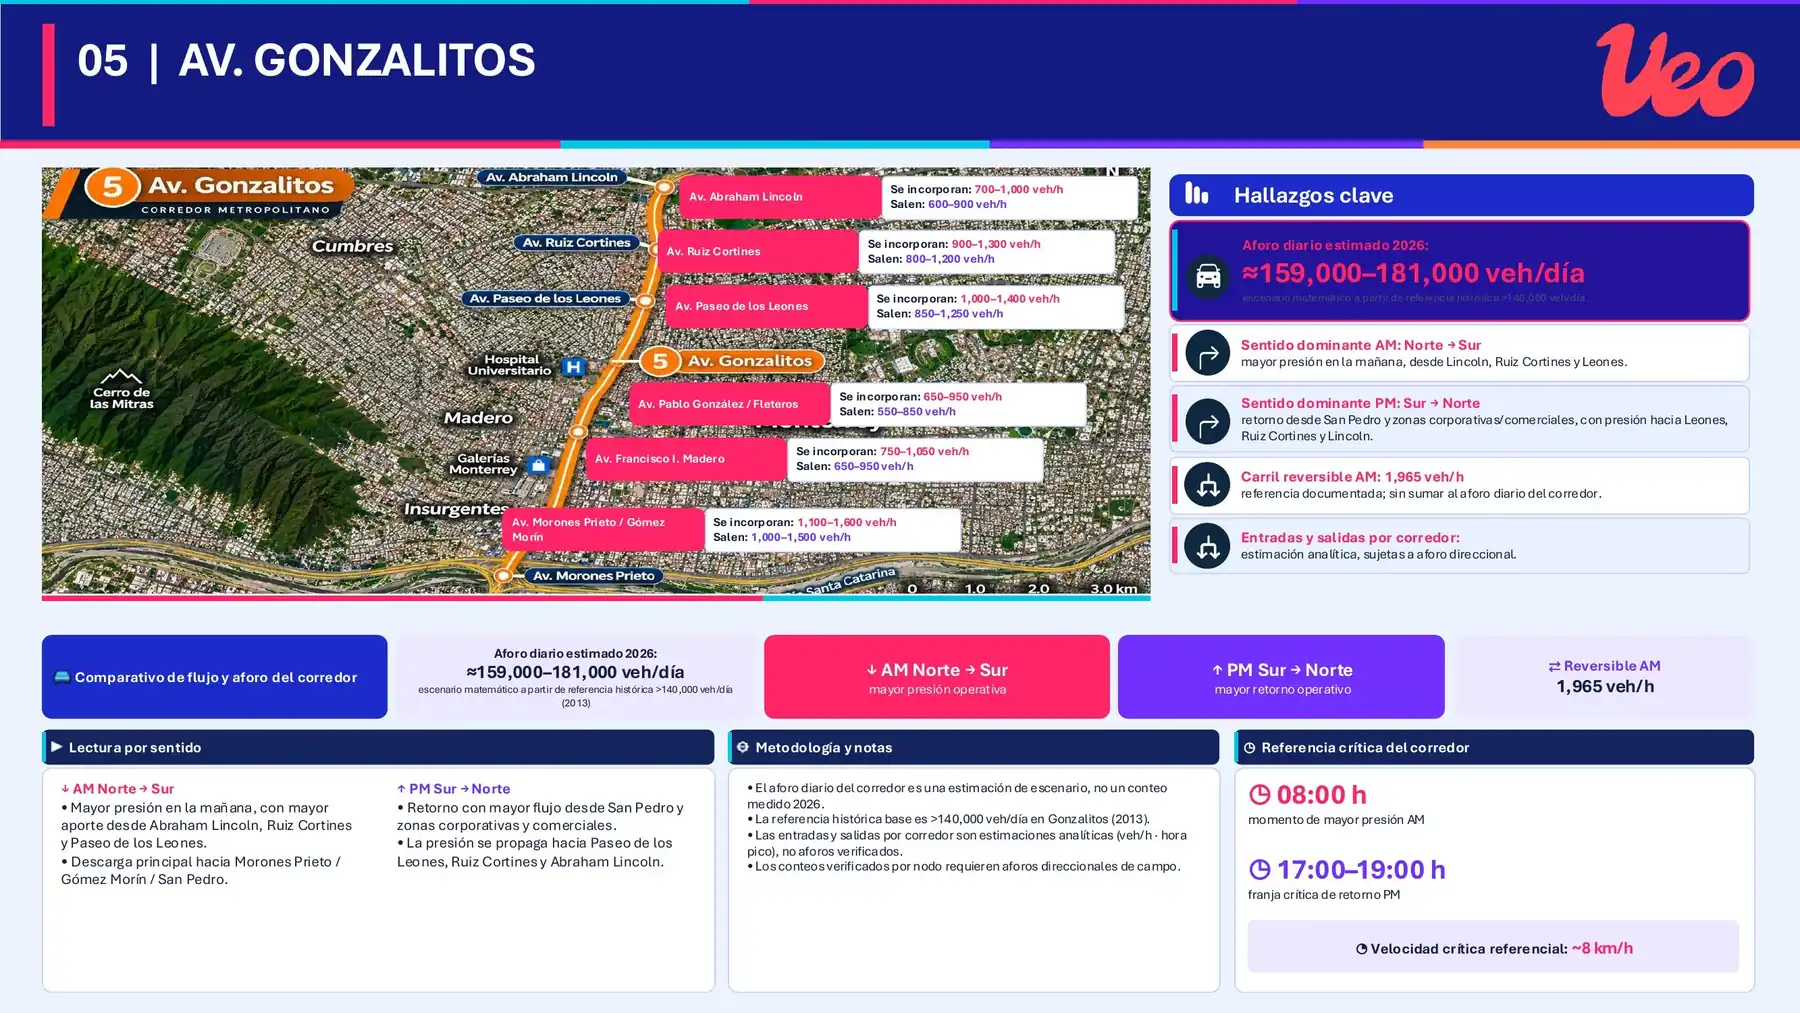 05 | AV. GONZALITOS
Veo
5 Av. Gonzalitos
CORREDOR METROPOLITANO
Av. Abraham Lincoln
N
Av. Abraham Lincoln
Se incorporan: 700–1,000 veh/h
Salen: 600–900 veh/h
Cumbres
Av. Ruiz Cortines
Av. Ruiz Cortines
Se incorporan: 900–1,300 veh/h
Salen: 800–1,200 veh/h
Av. Paseo de los Leones
Av. Paseo de los Leones
Se incorporan: 1,000–1,400 veh/h
Salen: 850–1,250 veh/h
Hospital
Universitario
H
5 Av. Gonzalitos
Cerro de
las Mitras
Madero
Av. Pablo González / Fleteros
Se incorporan: 650–950 veh/h
Salen: 550–850 veh/h
Galerías
Monterrey
Av. Francisco I. Madero
Se incorporan: 750–1,050 veh/h
Salen: 650–950 veh/h
Insurgentes
Av. Morones Prieto / Gómez
Morín
Se incorporan: 1,100–1,600 veh/h
Salen: 1,000–1,500 veh/h
Av. Morones Prieto
Santa Catarina
0 1.0 2.0 3.0 km
Hallazgos clave
Aforo diario estimado 2026:
≈159,000–181,000 veh/día
escenario matemático a partir de referencia histórica >140,000 veh/día.
Sentido dominante AM: Norte → Sur
mayor presión en la mañana, desde Lincoln, Ruiz Cortines y Leones.
Sentido dominante PM: Sur → Norte
retorno desde San Pedro y zonas corporativas/comerciales, con presión hacia Leones,
Ruiz Cortines y Lincoln.
Carril reversible AM: 1,965 veh/h
referencia documentada; sin sumar al aforo diario del corredor.
Entradas y salidas por corredor:
estimación analítica, sujetas a aforo direccional.
Comparativo de flujo y aforo del corredor
Aforo diario estimado 2026:
≈159,000–181,000 veh/día
escenario matemático a partir de referencia histórica >140,000 veh/día
(2013)
↓ AM Norte → Sur
mayor presión operativa
↑ PM Sur → Norte
mayor retorno operativo
⇄ Reversible AM
1,965 veh/h
▶ Lectura por sentido
↓ AM Norte → Sur
• Mayor presión en la mañana, con mayor
aporte desde Abraham Lincoln, Ruiz Cortines
y Paseo de los Leones.
• Descarga principal hacia Morones Prieto /
Gómez Morín / San Pedro.
↑ PM Sur → Norte
• Retorno con mayor flujo desde San Pedro y
zonas corporativas y comerciales.
• La presión se propaga hacia Paseo de los
Leones, Ruiz Cortines y Abraham Lincoln.
Metodología y notas
• El aforo diario del corredor es una estimación de escenario, no un conteo
medido 2026.
• La referencia histórica base es >140,000 veh/día en Gonzalitos (2013).
• Las entradas y salidas por corredor son estimaciones analíticas (veh/h · hora
pico), no aforos verificados.
• Los conteos verificados por nodo requieren aforos direccionales de campo.
Referencia crítica del corredor
08:00 h
momento de mayor presión AM
17:00–19:00 h
franja crítica de retorno PM
Velocidad crítica referencial: ~8 km/h